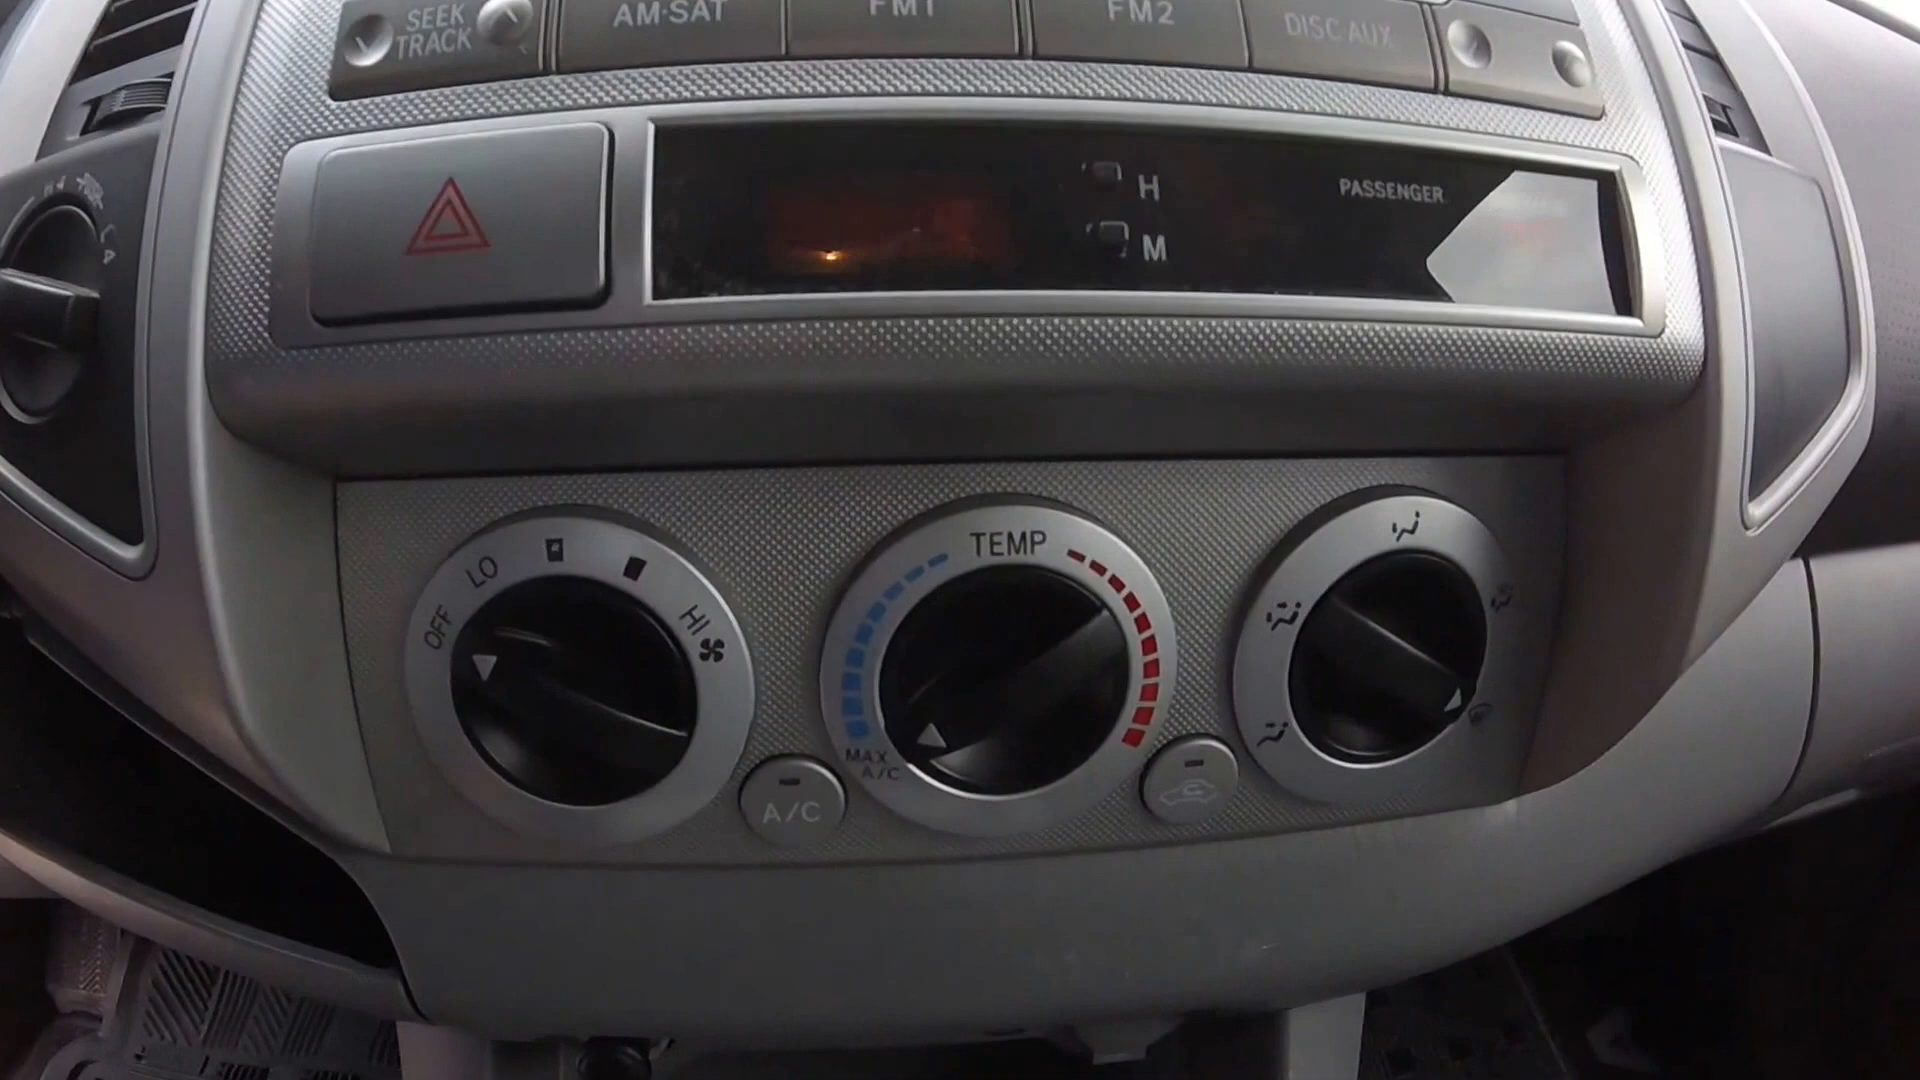 SEEK
TRACK
AM·SAT
FM1
FM2
DISC·AUX
H
M
PASSENGER
OFF
LO
HI
TEMP
MAX
A/C
A/C